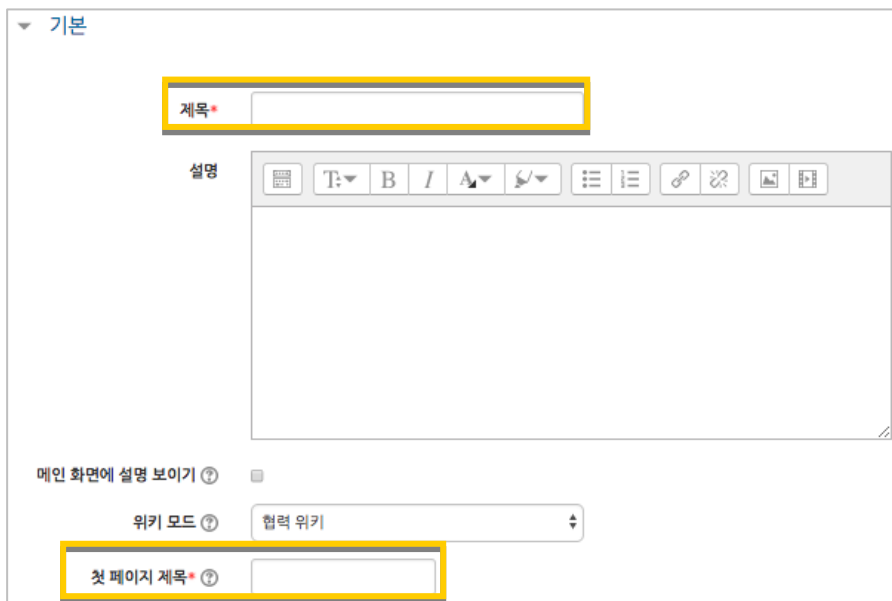 기본
제목*
설명
메인 화면에 설명 보이기
위키 모드
협력 위키
첫 페이지 제목*